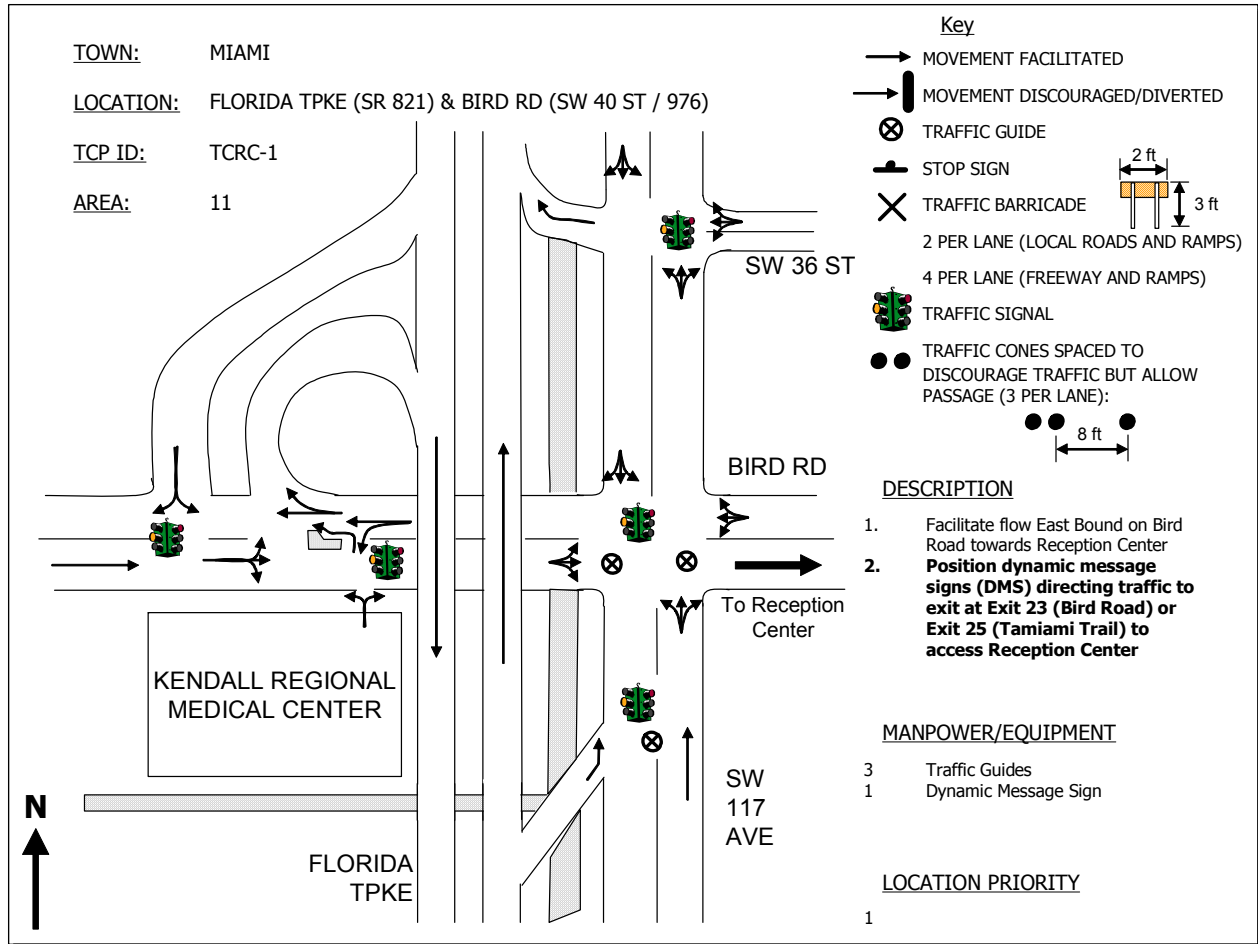 TOWN: MIAMI
LOCATION: FLORIDA TPKE (SR 821) & BIRD RD (SW 40 ST / 976)
TCP ID: TCRC-1
AREA: 11
SW 36 ST
BIRD RD
To Reception
Center
KENDALL REGIONAL
MEDICAL CENTER
SW
117
AVE
FLORIDA
TPKE
N
Key
MOVEMENT FACILITATED
MOVEMENT DISCOURAGED/DIVERTED
TRAFFIC GUIDE
STOP SIGN
TRAFFIC BARRICADE
2 ft
3 ft
2 PER LANE (LOCAL ROADS AND RAMPS)
4 PER LANE (FREEWAY AND RAMPS)
TRAFFIC SIGNAL
TRAFFIC CONES SPACED TO
DISCOURAGE TRAFFIC BUT ALLOW
PASSAGE (3 PER LANE):
8 ft
DESCRIPTION
1. Facilitate flow East Bound on Bird
Road towards Reception Center
2. Position dynamic message
signs (DMS) directing traffic to
exit at Exit 23 (Bird Road) or
Exit 25 (Tamiami Trail) to
access Reception Center
MANPOWER/EQUIPMENT
3 Traffic Guides
1 Dynamic Message Sign
LOCATION PRIORITY
1